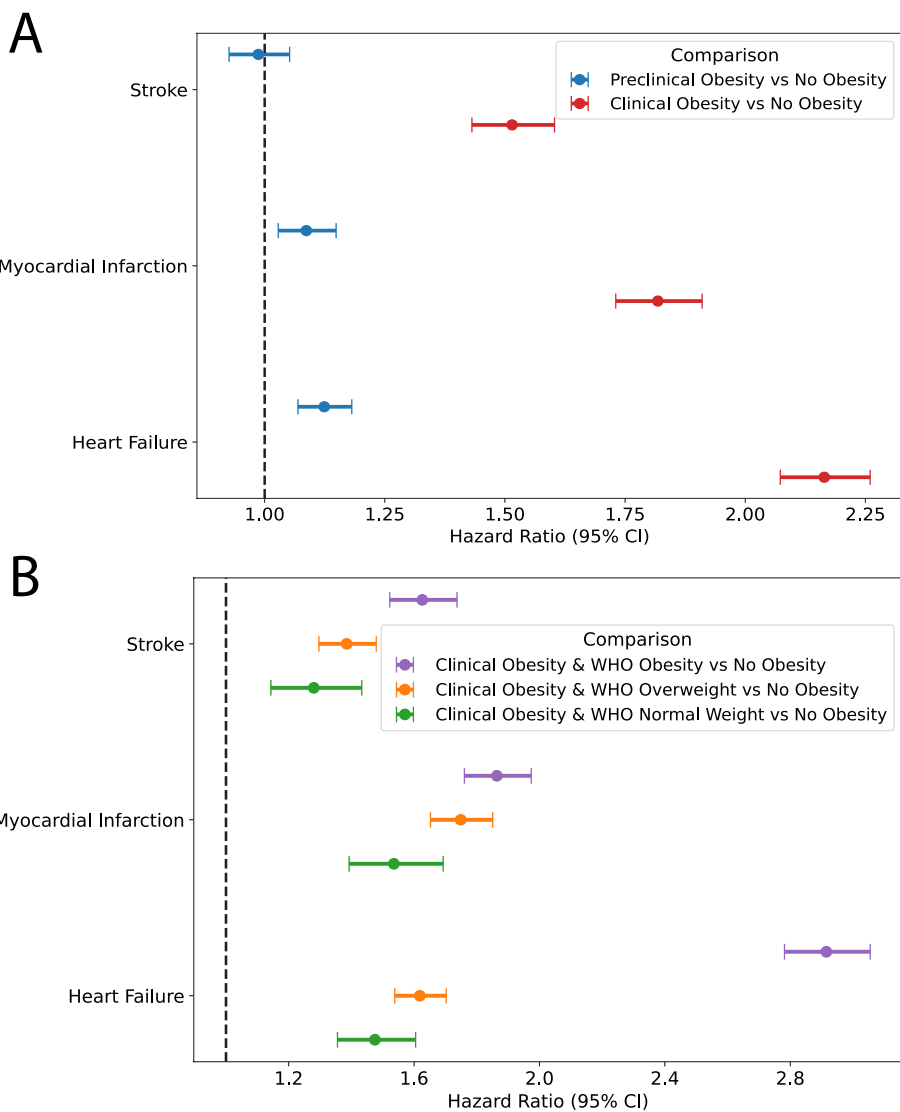 A
Comparison
Preclinical Obesity vs No Obesity
Clinical Obesity vs No Obesity
Stroke
Myocardial Infarction
Heart Failure
1.00 1.25 1.50 1.75 2.00 2.25
Hazard Ratio (95% CI)
B
Comparison
Clinical Obesity & WHO Obesity vs No Obesity
Clinical Obesity & WHO Overweight vs No Obesity
Clinical Obesity & WHO Normal Weight vs No Obesity
Stroke
Myocardial Infarction
Heart Failure
1.2 1.6 2.0 2.4 2.8
Hazard Ratio (95% CI)